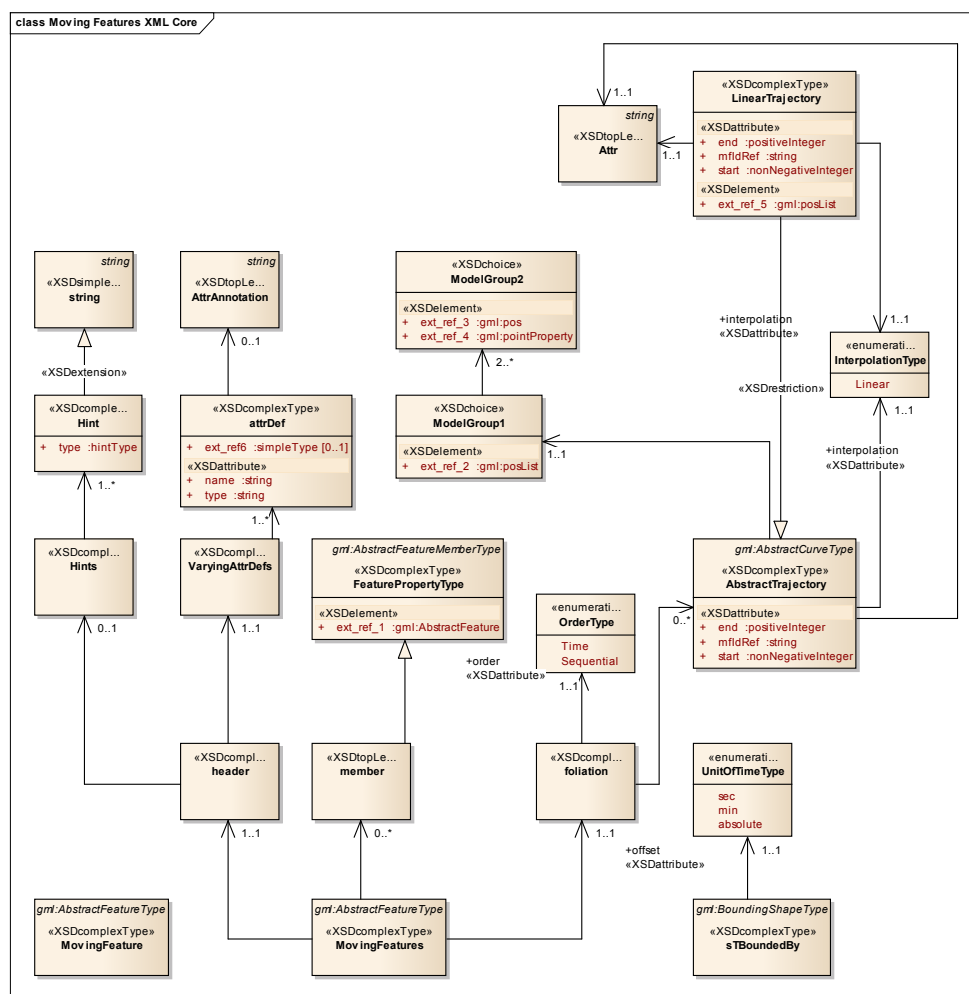 class Moving Features XML Core
1..1
string
«XSDtopLe...
Attr
1..1
«XSDcomplexType»
LinearTrajectory
«XSDattribute»
+ end :positiveInteger
+ mfIdRef :string
+ start :nonNegativeInteger
«XSDelement»
+ ext_ref_5 :gml:posList
string
«XSDsimple...
string
string
«XSDtopLe...
AttrAnnotation
«XSDchoice»
ModelGroup2
«XSDelement»
+ ext_ref_3 :gml:pos
+ ext_ref_4 :gml:pointProperty
0..1
2..*
+interpolation
«XSDattribute»
1..1
«enumerati...
InterpolationType
Linear
1..1
«XSDextension»
«XSDrestriction»
«XSDcomple...
Hint
+ type :hintType
«XSDcomplexType»
attrDef
+ ext_ref6 :simpleType [0..1]
«XSDattribute»
+ name :string
+ type :string
«XSDchoice»
ModelGroup1
«XSDelement»
+ ext_ref_2 :gml:posList
1..1
+interpolation
«XSDattribute»
1..*
1..*
«XSDcompl...
Hints
«XSDcompl...
VaryingAttrDefs
gml:AbstractFeatureMemberType
«XSDcomplexType»
FeaturePropertyType
«XSDelement»
+ ext_ref_1 :gml:AbstractFeature
gml:AbstractCurveType
«XSDcomplexType»
AbstractTrajectory
«XSDattribute»
+ end :positiveInteger
+ mfIdRef :string
+ start :nonNegativeInteger
0..*
«enumerati...
OrderType
Time
Sequential
0..1
1..1
+order
«XSDattribute»
1..1
«XSDcompl...
header
«XSDtopLe...
member
«XSDcompl...
foliation
«enumerati...
UnitOfTimeType
sec
min
absolute
1..1
0..*
1..1
+offset
«XSDattribute»
1..1
gml:AbstractFeatureType
«XSDcomplexType»
MovingFeature
gml:AbstractFeatureType
«XSDcomplexType»
MovingFeatures
gml:BoundingShapeType
«XSDcomplexType»
sTBoundedBy